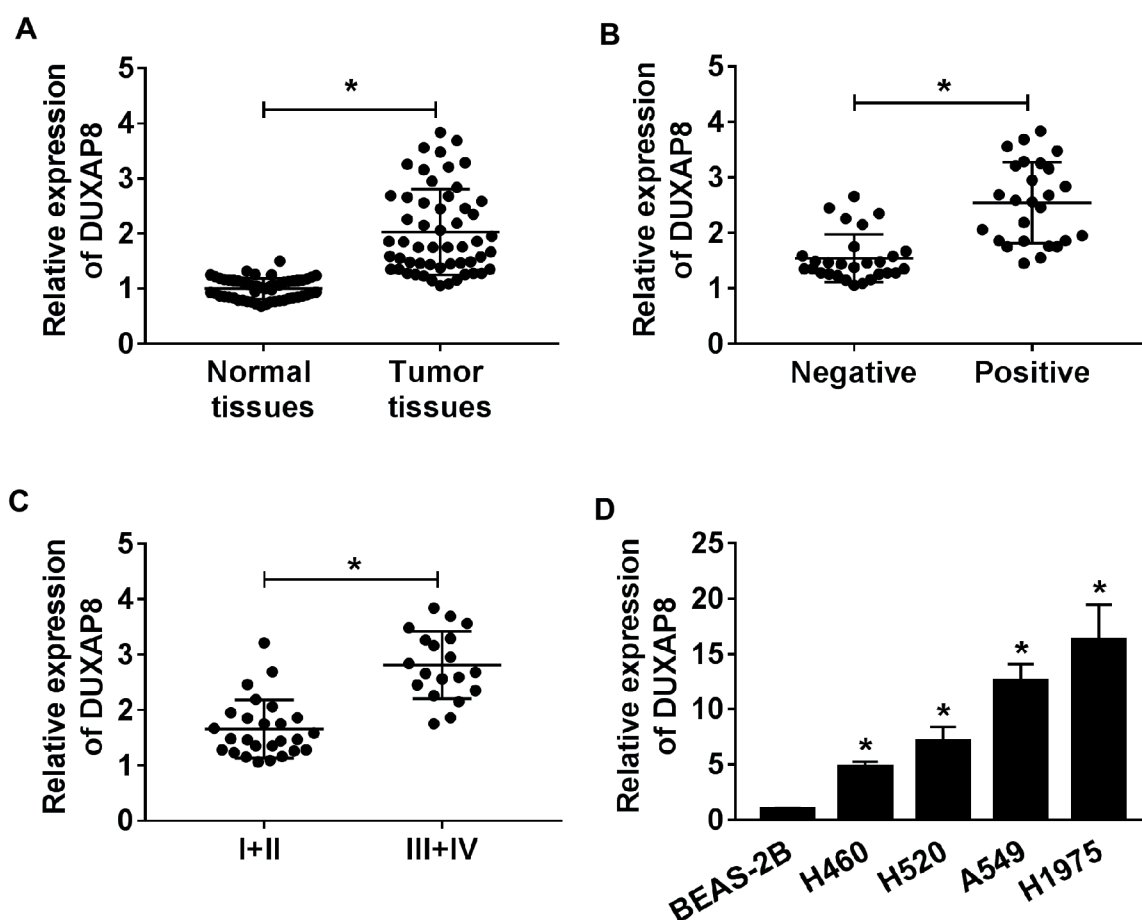 A
Relative expression
of DUXAP8
5
4
3
2
1
0
*
Normal
tissues
Tumor
tissues
B
Relative expression
of DUXAP8
5
4
3
2
1
0
*
Negative
Positive
C
Relative expression
of DUXAP8
5
4
3
2
1
0
*
I+II
III+IV
D
Relative expression
of DUXAP8
25
20
15
10
5
0
*
*
*
*
BEAS-2B
H460
H520
A549
H1975